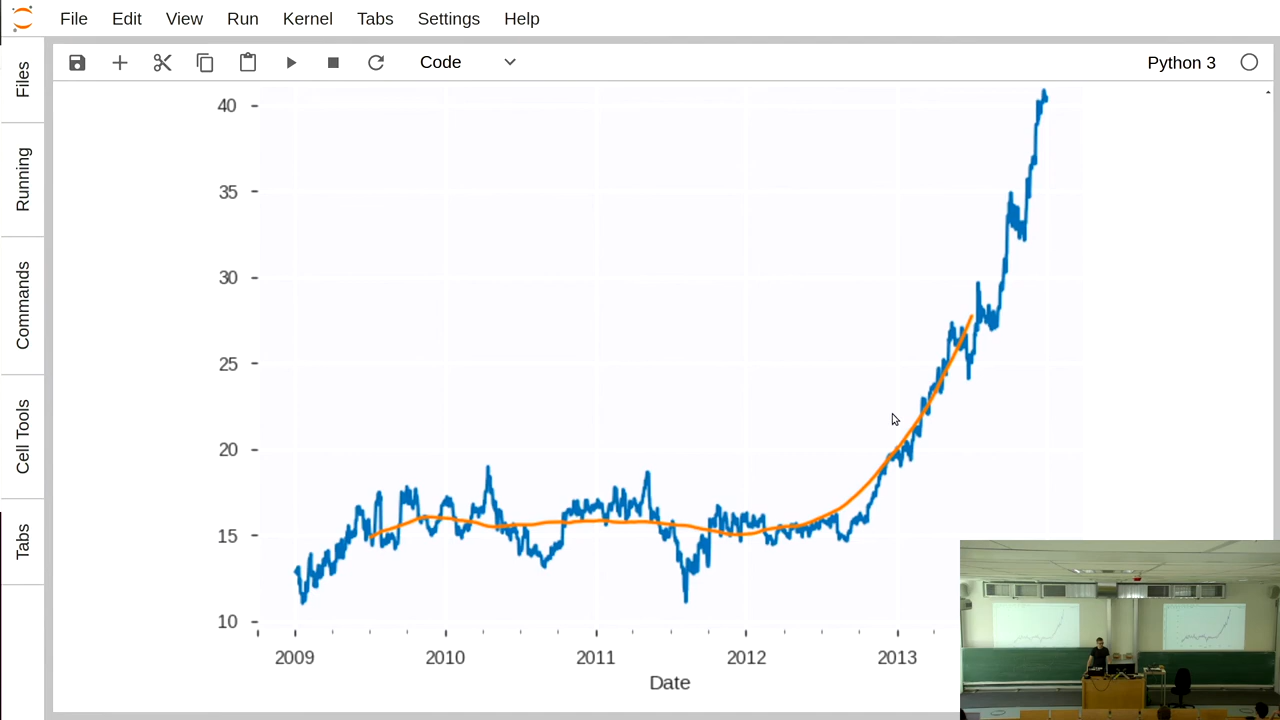 File Edit View Run Kernel Tabs Settings Help
Code
Python 3
Files
Running
Commands
Cell Tools
Tabs
40
35
30
25
20
15
10
2009 2010 2011 2012 2013
Date